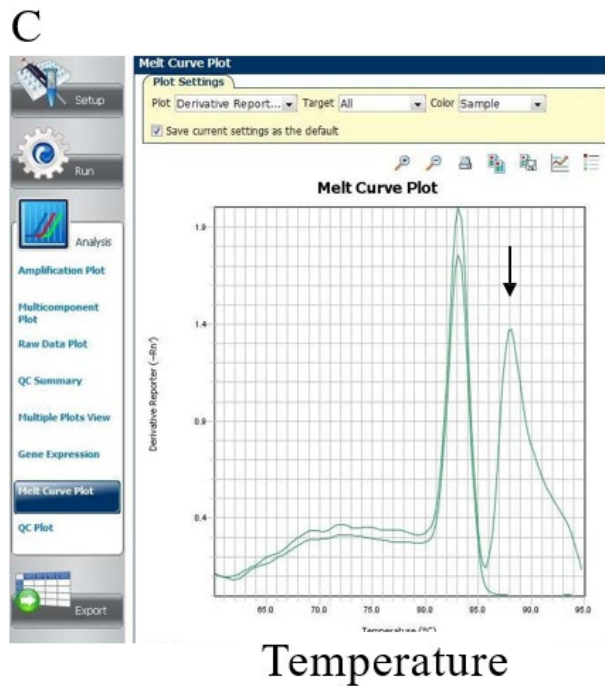 C
Melt Curve Plot
Plot Settings
Plot Derivative Report... Target All Color Sample
Save current settings as the default
Setup
Run
Analysis
Amplification Plot
Multicomponent
Plot
Raw Data Plot
QC Summary
Multiple Plots View
Gene Expression
Melt Curve Plot
QC Plot
Export
Melt Curve Plot
Derivative Reporter (-Rn')
1.9
1.4
0.9
0.4
65.0 70.0 75.0 80.0 85.0 90.0 95.0
Temperature (°C)
Temperature